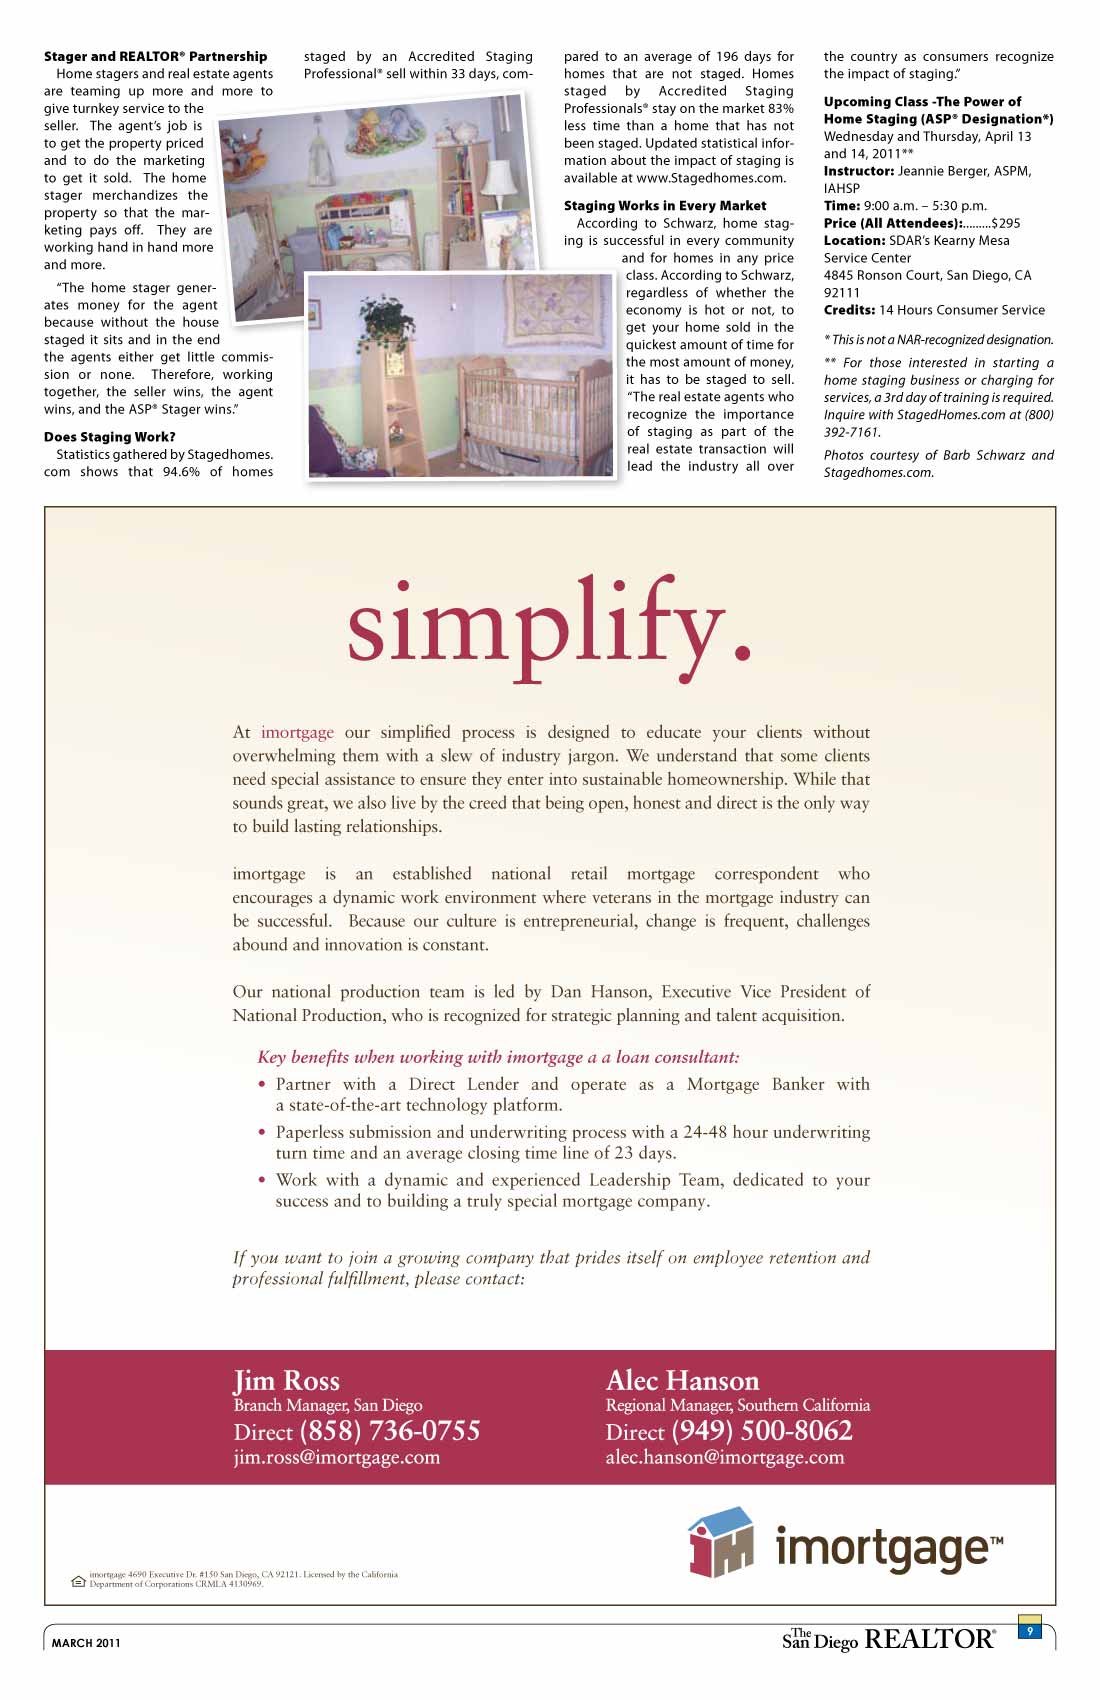 Stager and REALTOR® Partnership
Home stagers and real estate agents
are teaming up more and more to
give turnkey service to the
seller. The agent's job is
to get the property priced
and to do the marketing
to get it sold. The home
stager merchandizes the
property so that the mar-
keting pays off. They are
working hand in hand more
and more.
"The home stager gener-
ates money for the agent
because without the house
staged it sits and in the end
the agents either get little commis-
sion or none. Therefore, working
together, the seller wins, the agent
wins, and the ASP® Stager wins."
Does Staging Work?
Statistics gathered by Stagedhomes.
com shows that 94.6% of homes
staged by an Accredited Staging
Professional® sell within 33 days, com-
pared to an average of 196 days for
homes that are not staged. Homes
staged by Accredited Staging
Professionals® stay on the market 83%
less time than a home that has not
been staged. Updated statistical infor-
mation about the impact of staging is
available at www.Stagedhomes.com.
Staging Works in Every Market
According to Schwarz, home stag-
ing is successful in every community
and for homes in any price
class. According to Schwarz,
regardless of whether the
economy is hot or not, to
get your home sold in the
quickest amount of time for
the most amount of money,
it has to be staged to sell.
"The real estate agents who
recognize the importance
of staging as part of the
real estate transaction will
lead the industry all over
the country as consumers recognize
the impact of staging."
Upcoming Class -The Power of
Home Staging (ASP® Designation*)
Wednesday and Thursday, April 13
and 14, 2011**
Instructor: Jeannie Berger, ASPM,
IAHSP
Time: 9:00 a.m. – 5:30 p.m.
Price (All Attendees):.........$295
Location: SDAR's Kearny Mesa
Service Center
4845 Ronson Court, San Diego, CA
92111
Credits: 14 Hours Consumer Service
* This is not a NAR-recognized designation.
** For those interested in starting a
home staging business or charging for
services, a 3rd day of training is required.
Inquire with StagedHomes.com at (800)
392-7161.
Photos courtesy of Barb Schwarz and
Stagedhomes.com.
simplify.
At imortgage our simplified process is designed to educate your clients without
overwhelming them with a slew of industry jargon. We understand that some clients
need special assistance to ensure they enter into sustainable homeownership. While that
sounds great, we also live by the creed that being open, honest and direct is the only way
to build lasting relationships.
imortgage is an established national retail mortgage correspondent who
encourages a dynamic work environment where veterans in the mortgage industry can
be successful. Because our culture is entrepreneurial, change is frequent, challenges
abound and innovation is constant.
Our national production team is led by Dan Hanson, Executive Vice President of
National Production, who is recognized for strategic planning and talent acquisition.
Key benefits when working with imortgage a a loan consultant:
• Partner with a Direct Lender and operate as a Mortgage Banker with
a state-of-the-art technology platform.
• Paperless submission and underwriting process with a 24-48 hour underwriting
turn time and an average closing time line of 23 days.
• Work with a dynamic and experienced Leadership Team, dedicated to your
success and to building a truly special mortgage company.
If you want to join a growing company that prides itself on employee retention and
professional fulfillment, please contact:
Jim Ross
Branch Manager, San Diego
Direct (858) 736-0755
jim.ross@imortgage.com
Alec Hanson
Regional Manager, Southern California
Direct (949) 500-8062
alec.hanson@imortgage.com
iM imortgage™
imortgage 4690 Executive Dr. #150 San Diego, CA 92121. Licensed by the California
Department of Corporations CRMLA 4130969.
MARCH 2011
The San Diego REALTOR®
9